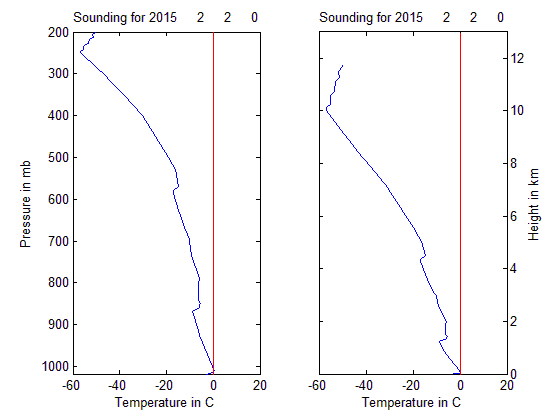 Sounding for 2015 2 2 0
200
300
400
500
600
700
800
900
1000
Pressure in mb
-60 -40 -20 0 20
Temperature in C
Sounding for 2015 2 2 0
12
10
8
6
4
2
0
Height in km
-60 -40 -20 0 20
Temperature in C